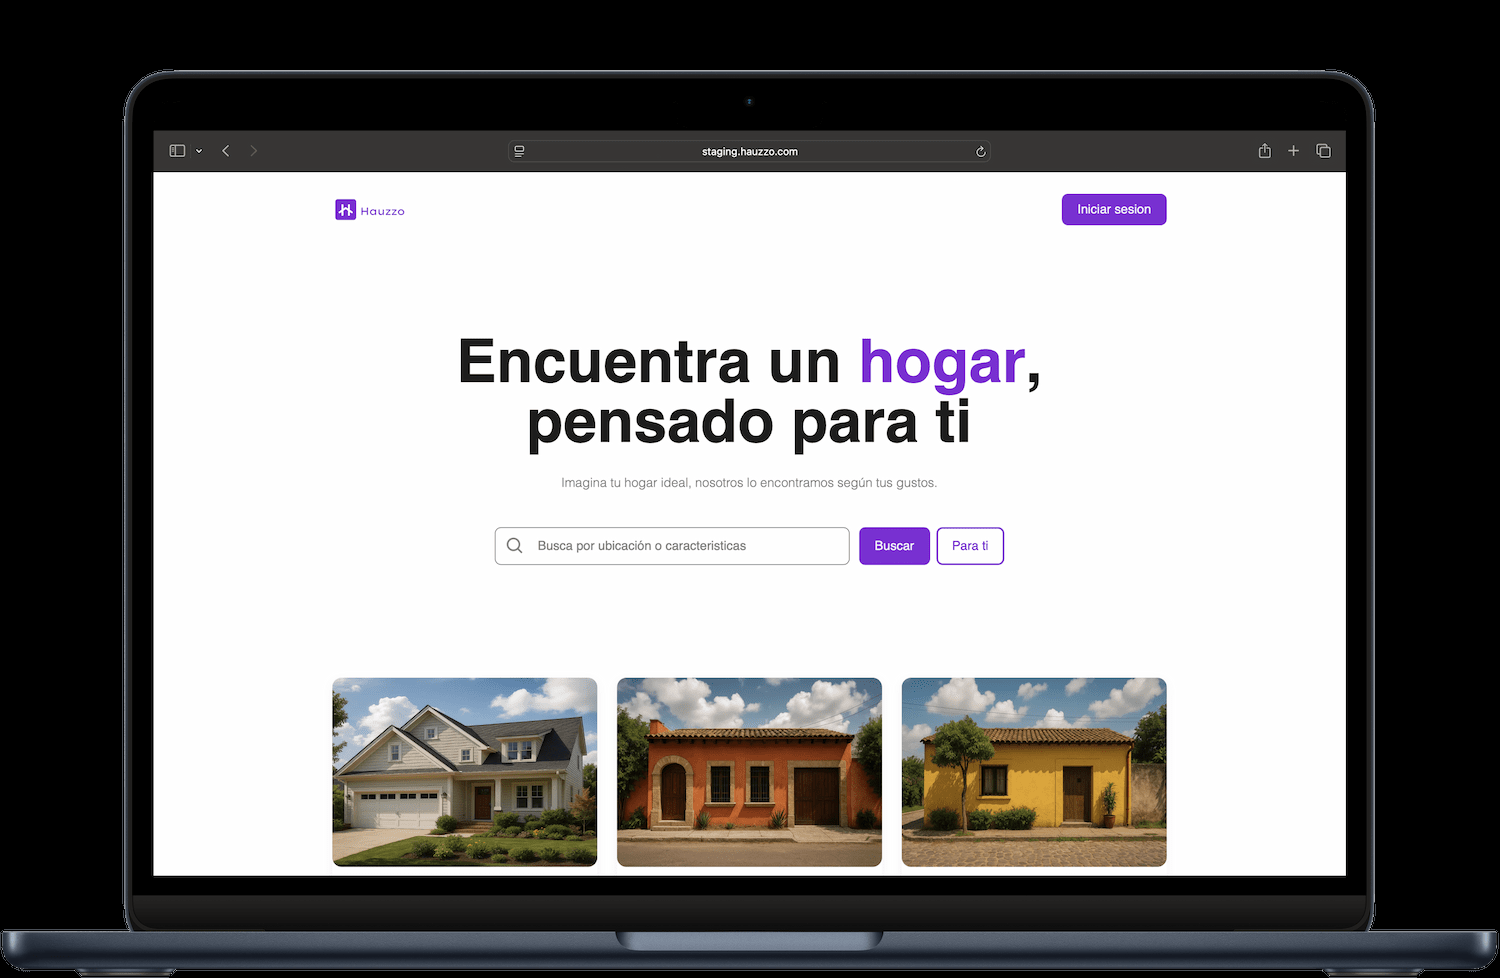 staging.hauzzo.com
Hauzzo
Iniciar sesion
Encuentra un hogar,
pensado para ti
Imagina tu hogar ideal, nosotros lo encontramos según tus gustos.
Busca por ubicación o caracteristicas
Buscar
Para ti